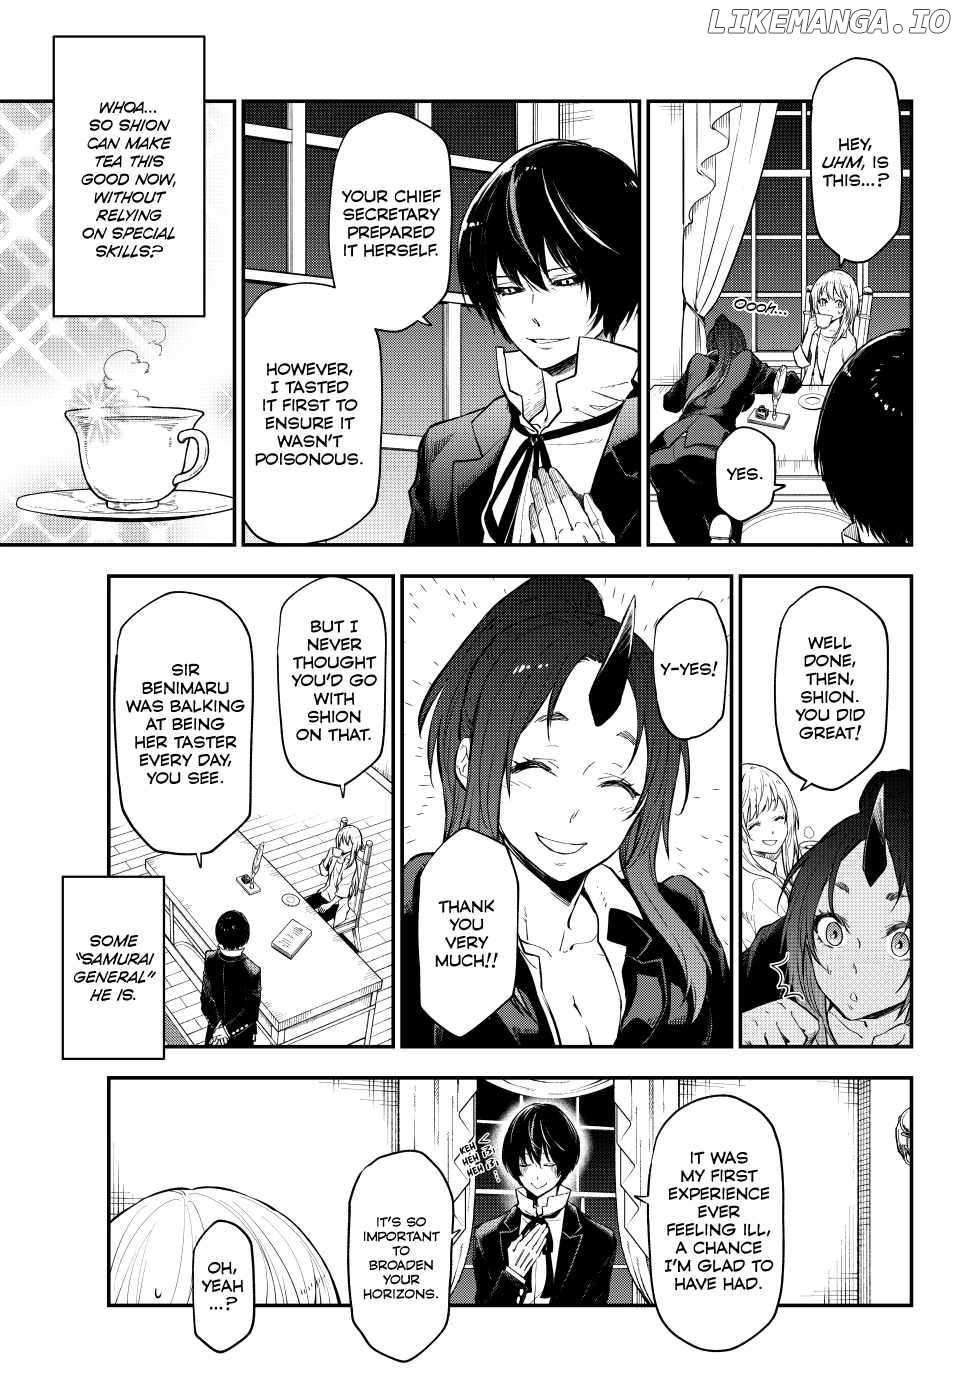 LIKEMANGA.IO
HEY,
UHM, IS
THIS...?
Oooh...
YES.
YOUR CHIEF
SECRETARY
PREPARED
IT HERSELF.
HOWEVER,
I TASTED
IT FIRST TO
ENSURE IT
WASN'T
POISONOUS.
WHOA...
SO SHION
CAN MAKE
TEA THIS
GOOD NOW,
WITHOUT
RELYING
ON SPECIAL
SKILLS?
WELL
DONE,
THEN,
SHION.
YOU DID
GREAT!
Y-YES!
THANK
YOU
VERY
MUCH!!
BUT I
NEVER
THOUGHT
YOU'D GO
WITH
SHION
ON THAT.
SIR
BENIMARU
WAS BALKING
AT BEING
HER TASTER
EVERY DAY,
YOU SEE.
SOME
"SAMURAI
GENERAL"
HE IS.
IT WAS
MY FIRST
EXPERIENCE
EVER
FEELING ILL,
A CHANCE
I'M GLAD TO
HAVE HAD.
KEH
HEH
HEH
IT'S SO
IMPORTANT
TO
BROADEN
YOUR
HORIZONS.
OH,
YEAH
...?